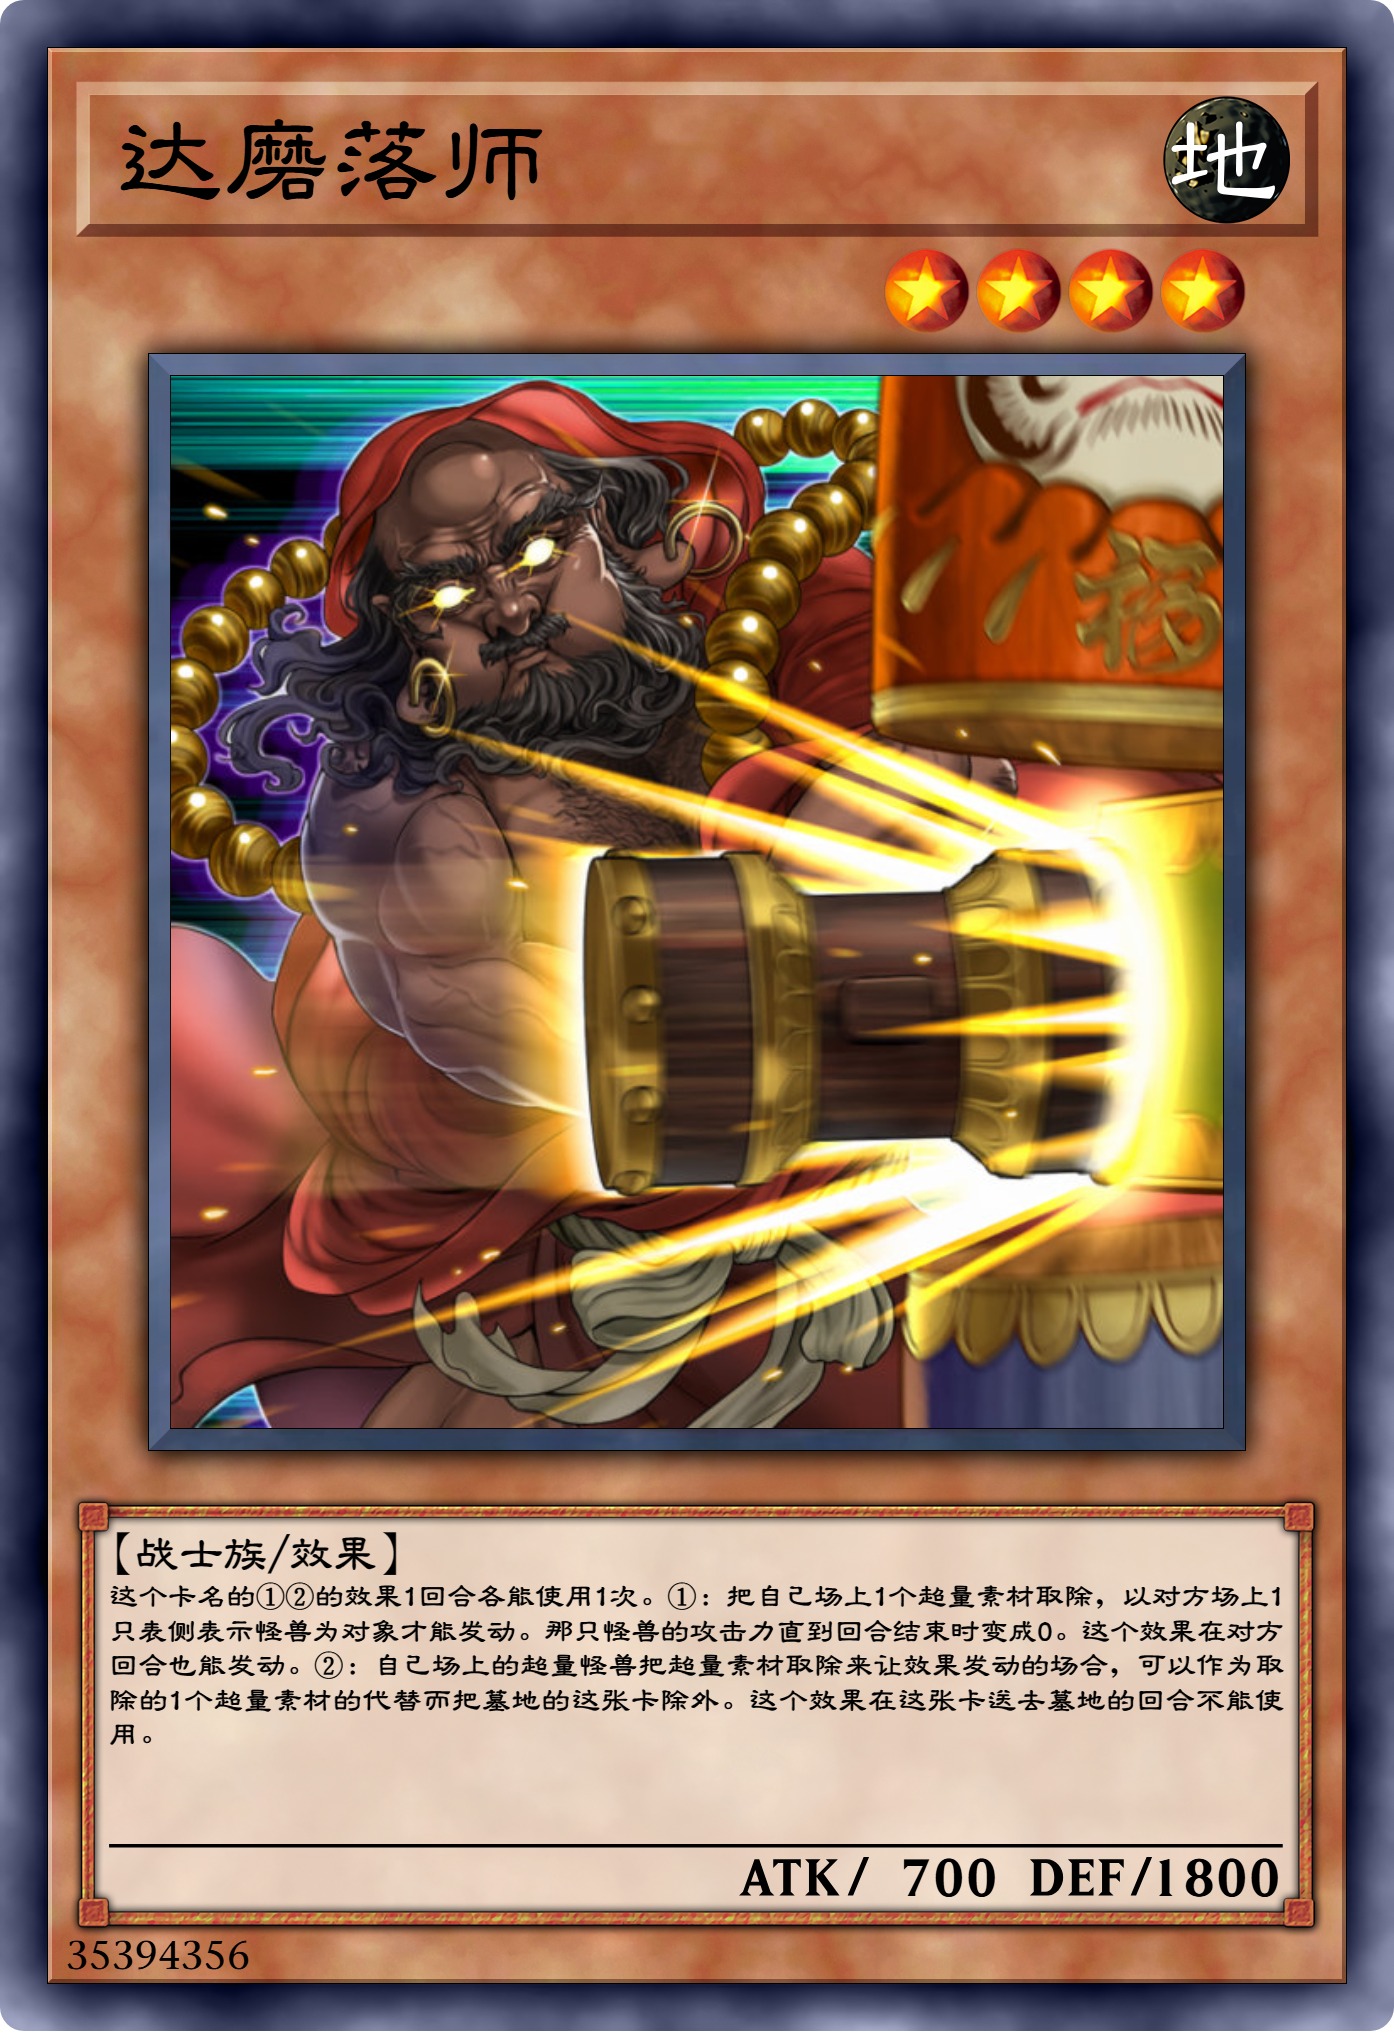 达磨落师
地
福
【战士族/效果】
这个卡名的①②的效果1回合各能使用1次。①：把自己场上1个超量素材取除，以对方场上1
只表侧表示怪兽为对象才能发动。那只怪兽的攻击力直到回合结束时变成0。这个效果在对方
回合也能发动。②：自己场上的超量怪兽把超量素材取除来让效果发动的场合，可以作为取
除的1个超量素材的代替而把墓地的这张卡除外。这个效果在这张卡送去墓地的回合不能使
用。
ATK/ 700 DEF/1800
35394356